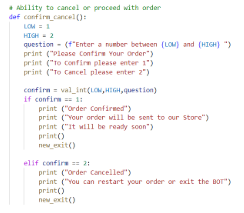 # Ability to cancel or proceed with order
def confirm_cancel():
    LOW = 1
    HIGH = 2
    question = (f"Enter a number between {LOW} and {HIGH} ")
    print ("Please Confirm Your Order")
    print ("To Confirm please enter 1")
    print ("To Cancel please enter 2")

    confirm = val_int(LOW,HIGH,question)
    if confirm == 1:
        print ("Order Confirmed")
        print ("Your order will be sent to our Store")
        print ("It will be ready soon")
        print()
        new_exit()

    elif confirm == 2:
        print ("Order Cancelled")
        print ("You can restart your order or exit the BOT")
        print()
        new_exit()